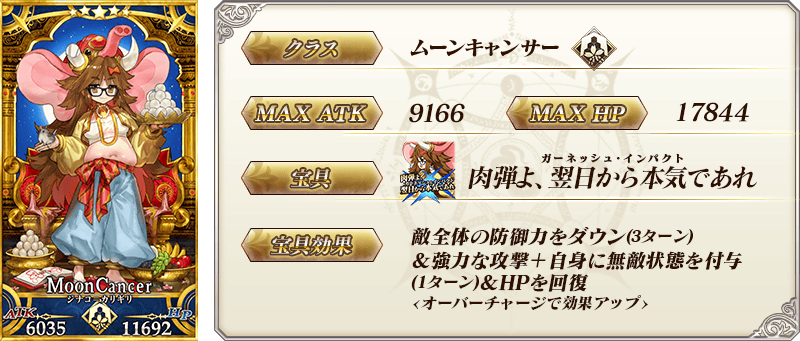 MoonCancer
ジナコ・カリギリ
ATK
6035
HP
11692
クラス
ムーンキャンサー
MAX ATK
9166
MAX HP
17844
宝具
ガーネッシュ・インパクト
肉弾よ、翌日から本気であれ
宝具効果
敵全体の防御力をダウン(3ターン)
＆強力な攻撃＋自身に無敵状態を付与
(1ターン)＆HPを回復
<オーバーチャージで効果アップ>